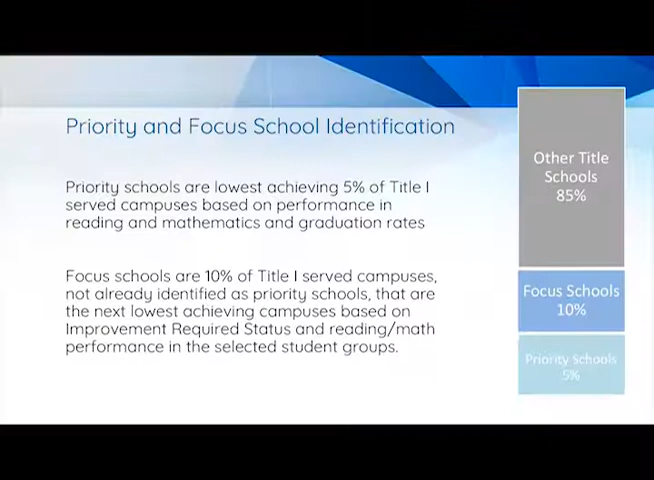 Priority and Focus School Identification
Priority schools are lowest achieving 5% of Title I
served campuses based on performance in
reading and mathematics and graduation rates
Focus schools are 10% of Title I served campuses,
not already identified as priority schools, that are
the next lowest achieving campuses based on
Improvement Required Status and reading/math
performance in the selected student groups.
Other Title
Schools
85%
Focus Schools
10%
Priority Schools
5%